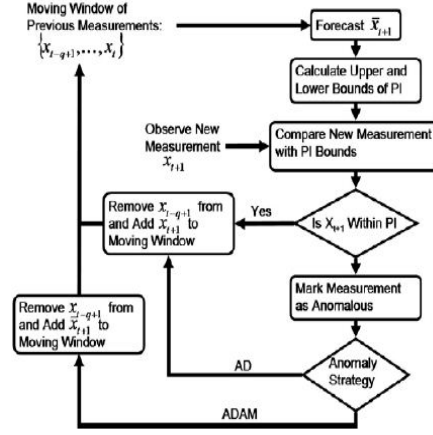 Moving Window of
Previous Measurements:
{x_{t-q+1},...,x_t}
Forecast x̄_{t+1}
Calculate Upper and
Lower Bounds of PI
Observe New
Measurement
x_{t+1}
Compare New Measurement
with PI Bounds
Is X_{t+1} Within PI
Yes
Remove x_{t-q+1} from
and Add x_{t+1} to
Moving Window
Mark Measurement
as Anomalous
Remove x_{t-q+1} from
and Add x̄_{t+1} to
Moving Window
Anomaly
Strategy
AD
ADAM